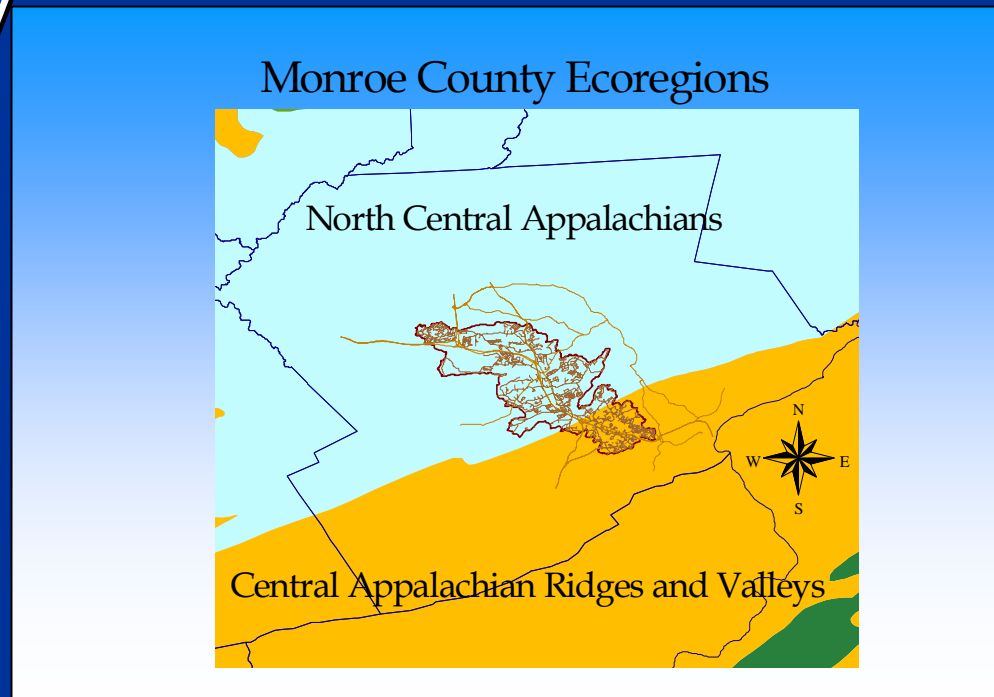 Monroe County Ecoregions
North Central Appalachians
N
W E
S
Central Appalachian Ridges and Valleys